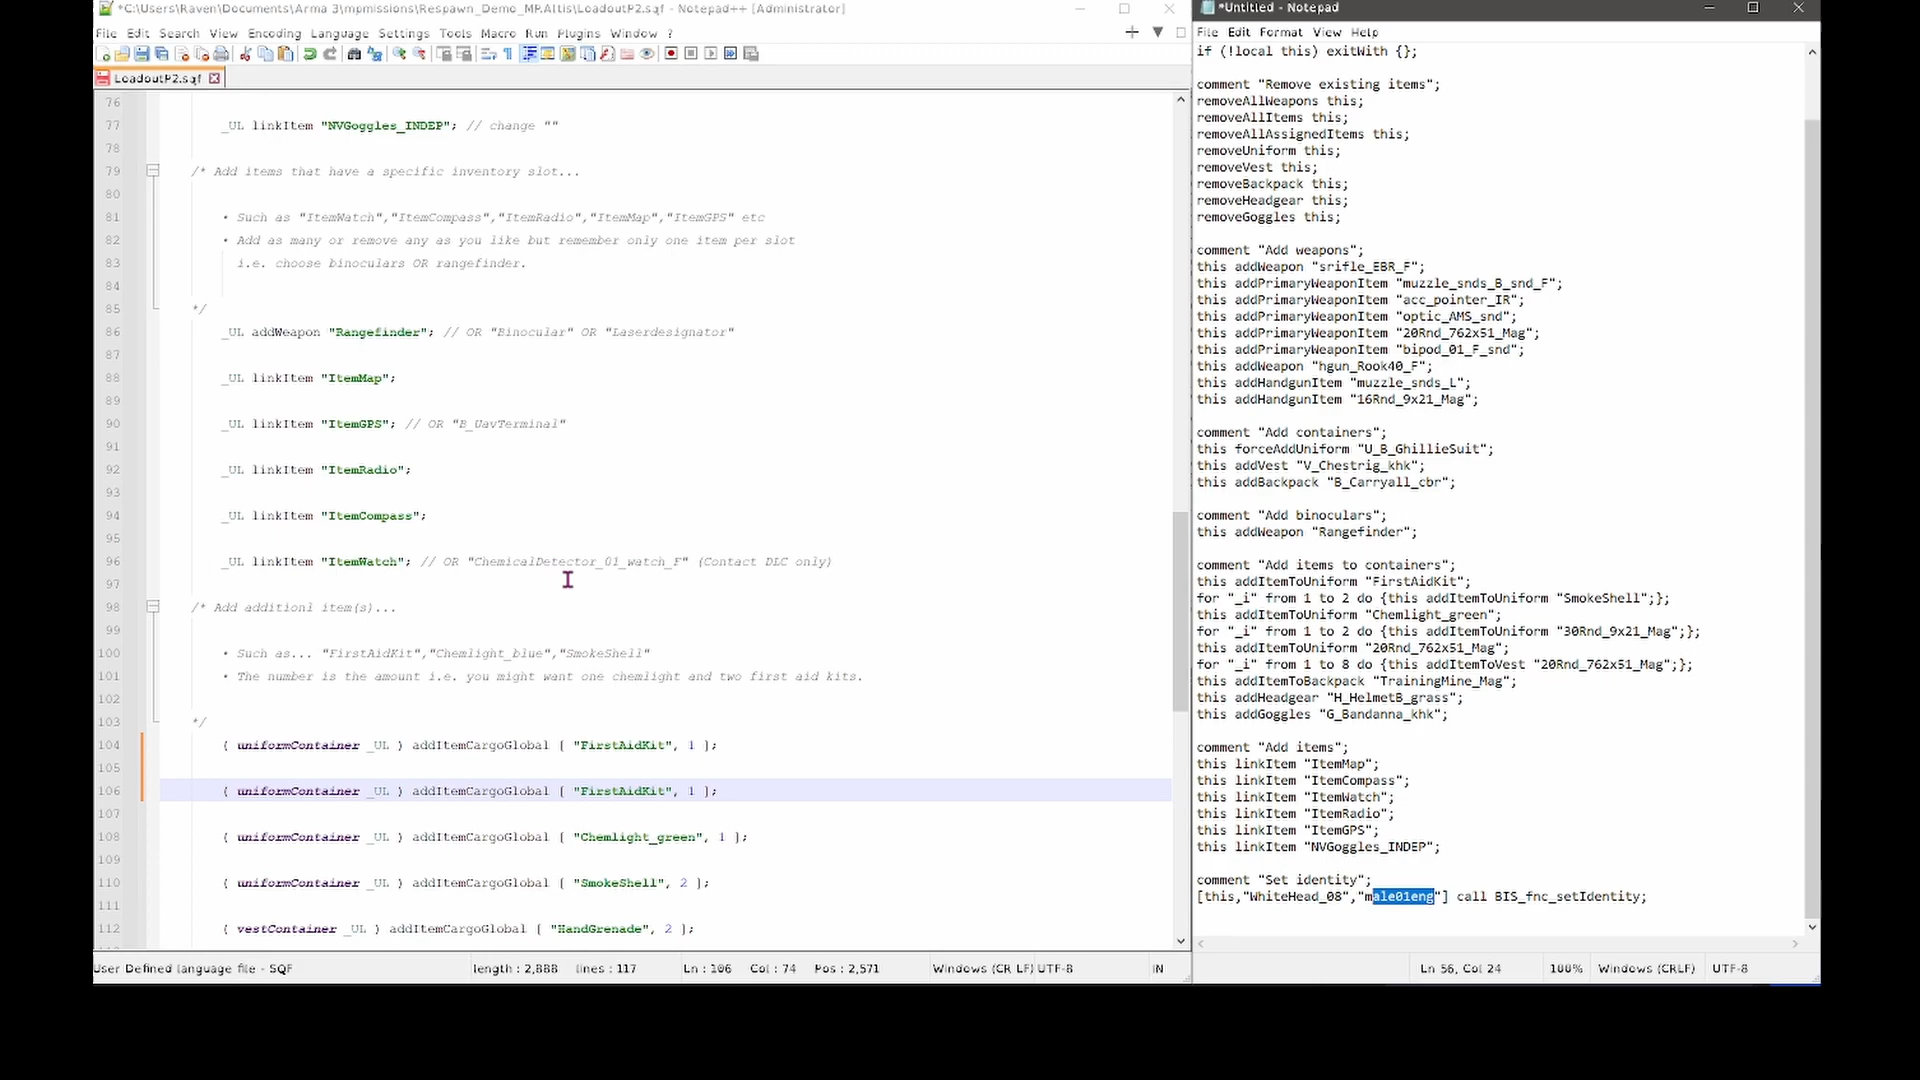 *C:\Users\Raven\Documents\Arma 3\mpmissions\Respawn_Demo_MP.Altis\LoadoutP2.sqf - Notepad++ [Administrator]
File Edit Search View Encoding Language Settings Tools Macro Run Plugins Window ?
LoadoutP2.sqf
76
77 _UL linkItem "NVGoggles_INDEP"; // change ""
78
79 /* Add items that have a specific inventory slot...
80
81 • Such as "ItemWatch","ItemCompass","ItemRadio","ItemMap","ItemGPS" etc
82 • Add as many or remove any as you like but remember only one item per slot
83 i.e. choose binoculars OR rangefinder.
84
85 */
86 _UL addWeapon "Rangefinder"; // OR "Binocular" OR "Laserdesignator"
87
88 _UL linkItem "ItemMap";
89
90 _UL linkItem "ItemGPS"; // OR "B_UavTerminal"
91
92 _UL linkItem "ItemRadio";
93
94 _UL linkItem "ItemCompass";
95
96 _UL linkItem "ItemWatch"; // OR "ChemicalDetector_01_watch_F" (Contact DLC only)
97
98 /* Add additionl item(s)...
99
100 • Such as... "FirstAidKit","Chemlight_blue","SmokeShell"
101 • The number is the amount i.e. you might want one chemlight and two first aid kits.
102
103 */
104 ( uniformContainer _UL ) addItemCargoGlobal [ "FirstAidKit", 1 ];
105
106 ( uniformContainer _UL ) addItemCargoGlobal [ "FirstAidKit", 1 ];
107
108 ( uniformContainer _UL ) addItemCargoGlobal [ "Chemlight_green", 1 ];
109
110 ( uniformContainer _UL ) addItemCargoGlobal [ "SmokeShell", 2 ];
111
112 ( vestContainer _UL ) addItemCargoGlobal [ "HandGrenade", 2 ];
User Defined language file - SQF length : 2,888 lines : 117 Ln : 106 Col : 74 Pos : 2,571 Windows (CR LF) UTF-8 IN
*Untitled - Notepad
File Edit Format View Help
if (!local this) exitWith {};
comment "Remove existing items";
removeAllWeapons this;
removeAllItems this;
removeAllAssignedItems this;
removeUniform this;
removeVest this;
removeBackpack this;
removeHeadgear this;
removeGoggles this;
comment "Add weapons";
this addWeapon "srifle_EBR_F";
this addPrimaryWeaponItem "muzzle_snds_B_snd_F";
this addPrimaryWeaponItem "acc_pointer_IR";
this addPrimaryWeaponItem "optic_AMS_snd";
this addPrimaryWeaponItem "20Rnd_762x51_Mag";
this addPrimaryWeaponItem "bipod_01_F_snd";
this addWeapon "hgun_Rook40_F";
this addHandgunItem "muzzle_snds_L";
this addHandgunItem "16Rnd_9x21_Mag";
comment "Add containers";
this forceAddUniform "U_B_GhillieSuit";
this addVest "V_Chestrig_khk";
this addBackpack "B_Carryall_cbr";
comment "Add binoculars";
this addWeapon "Rangefinder";
comment "Add items to containers";
this addItemToUniform "FirstAidKit";
for "_i" from 1 to 2 do {this addItemToUniform "SmokeShell";};
this addItemToUniform "Chemlight_green";
for "_i" from 1 to 2 do {this addItemToUniform "30Rnd_9x21_Mag";};
this addItemToUniform "20Rnd_762x51_Mag";
for "_i" from 1 to 8 do {this addItemToVest "20Rnd_762x51_Mag";};
this addItemToBackpack "TrainingMine_Mag";
this addHeadgear "H_HelmetB_grass";
this addGoggles "G_Bandanna_khk";
comment "Add items";
this linkItem "ItemMap";
this linkItem "ItemCompass";
this linkItem "ItemWatch";
this linkItem "ItemRadio";
this linkItem "ItemGPS";
this linkItem "NVGoggles_INDEP";
comment "Set identity";
[this,"WhiteHead_08","male01eng"] call BIS_fnc_setIdentity;
Ln 56, Col 24 100% Windows (CRLF) UTF-8